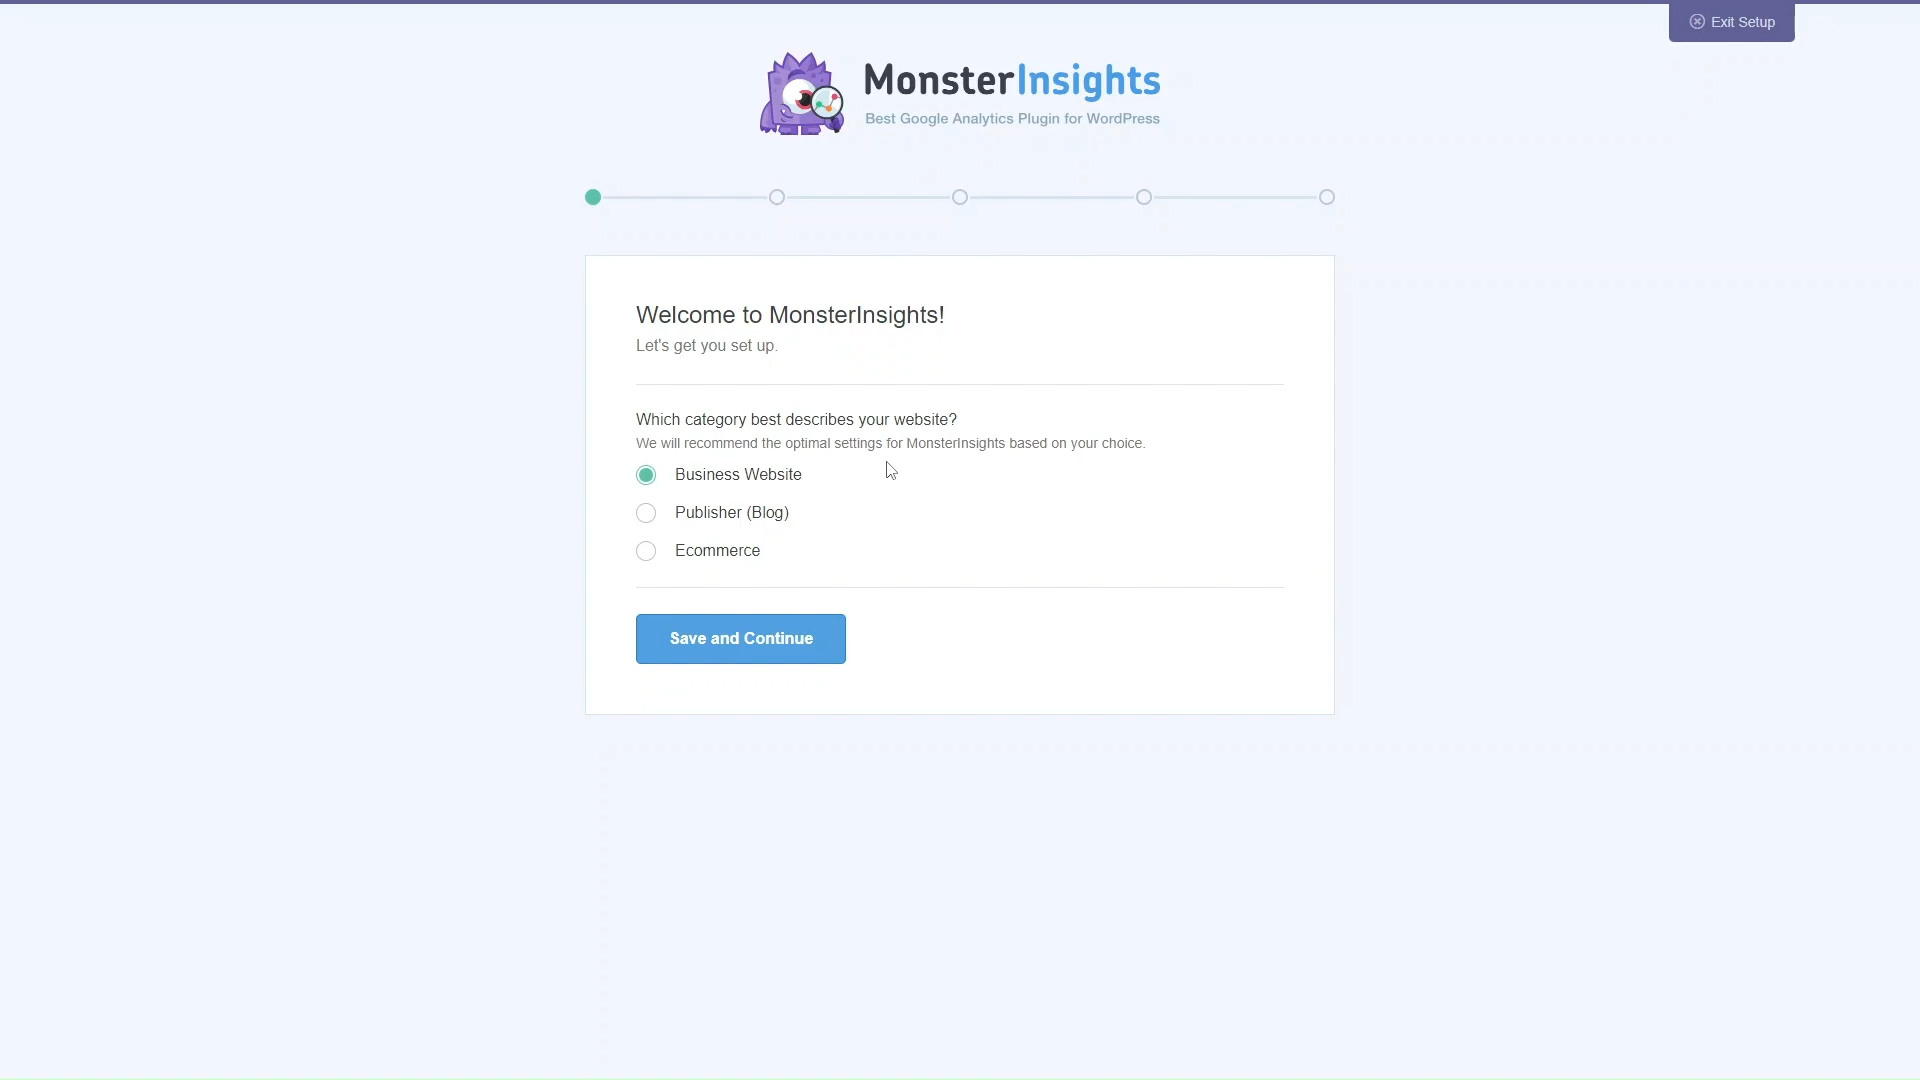 Exit Setup
MonsterInsights
Best Google Analytics Plugin for WordPress
Welcome to MonsterInsights!
Let's get you set up.
Which category best describes your website?
We will recommend the optimal settings for MonsterInsights based on your choice.
Business Website
Publisher (Blog)
Ecommerce
Save and Continue